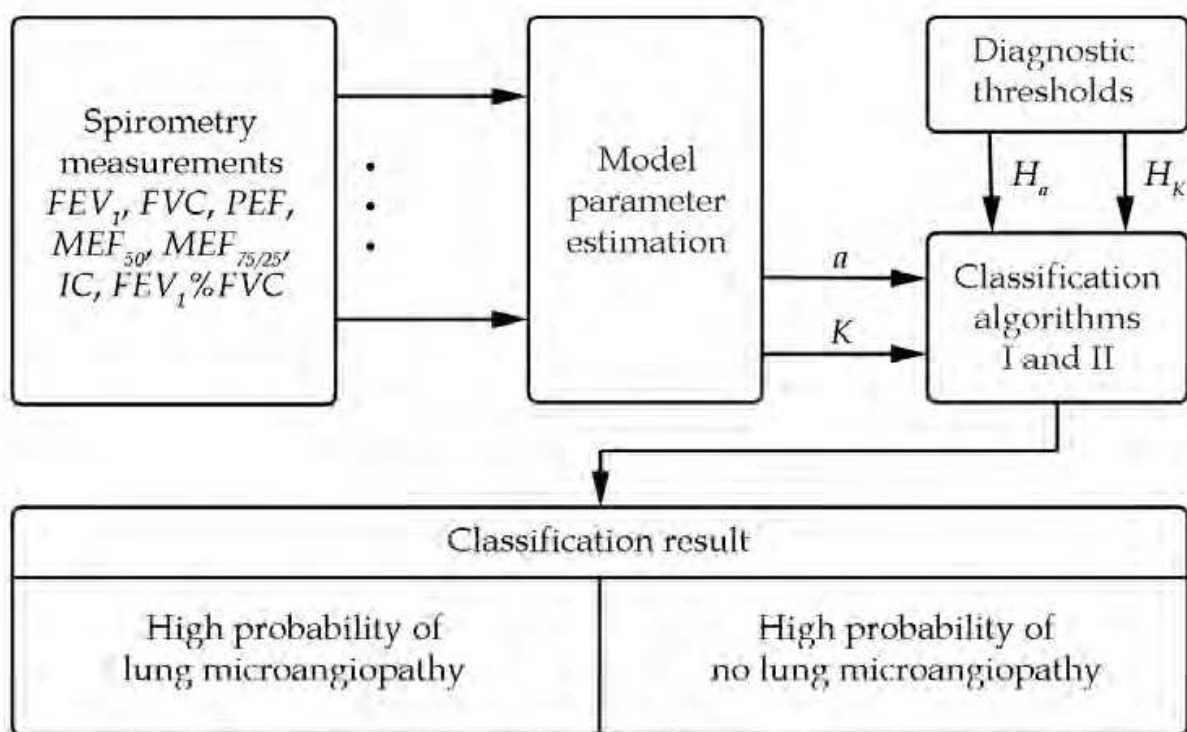 Spirometry
measurements
FEV₁, FVC, PEF,
MEF₅₀, MEF₇₅/₂₅,
IC, FEV₁%FVC
Model
parameter
estimation
Diagnostic
thresholds
Hₐ
H_K
a
K
Classification
algorithms
I and II
Classification result
High probability of
lung microangiopathy
High probability of
no lung microangiopathy